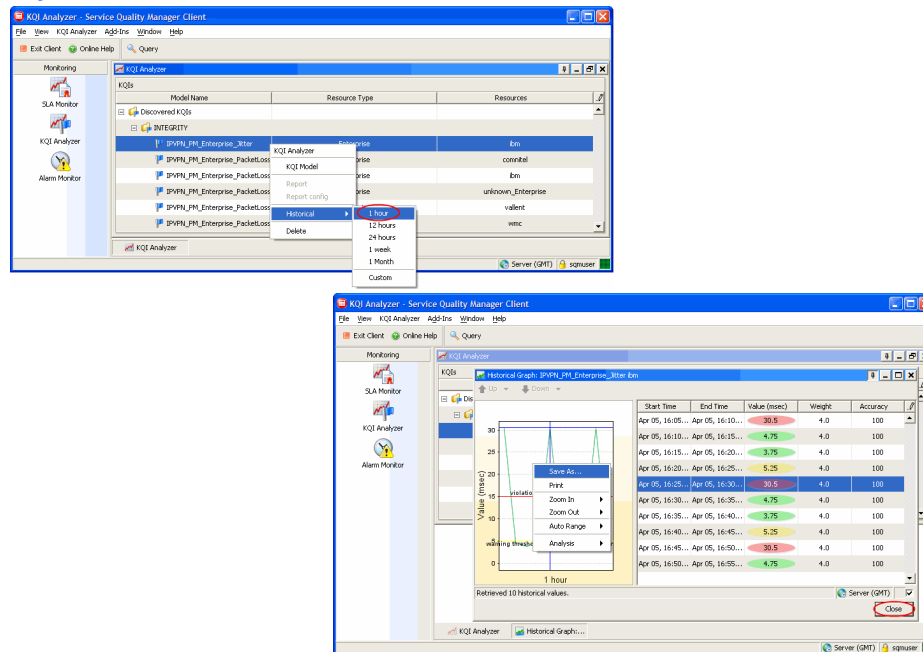 KQI Analyzer - Service Quality Manager Client
File View KQI Analyzer Add-Ins Window Help
Exit Client Online Help Query
Monitoring
SLA Monitor
KQI Analyzer
Alarm Monitor
KQI Analyzer
KQIs
Model Name Resource Type Resources
Discovered KQIs
INTEGRITY
IPVPN_PM_Enterprise_Jitter Enterprise ibm
IPVPN_PM_Enterprise_PacketLoss prise comnitel
IPVPN_PM_Enterprise_PacketLoss prise ibm
IPVPN_PM_Enterprise_PacketLoss prise unknown_Enterprise
IPVPN_PM_Enterprise_PacketLoss vallent
IPVPN_PM_Enterprise_PacketLoss wmc
KQI Analyzer
KQI Model
Report
Report config
Historical
Delete
1 hour
12 hours
24 hours
1 week
1 Month
Custom
KQI Analyzer
Server (GMT) sqmuser
KQI Analyzer - Service Quality Manager Client
File View KQI Analyzer Add-Ins Window Help
Exit Client Online Help Query
Monitoring
SLA Monitor
KQI Analyzer
Alarm Monitor
KQI Analyzer
KQIs
Dis
Historical Graph: IPVPN_PM_Enterprise_Jitter ibm
Up Down
Value (msec)
30
25
20
15
10
5
0
violatio
warning thresh
1 hour
Save As...
Print
Zoom In
Zoom Out
Auto Range
Analysis
Start Time End Time Value (msec) Weight Accuracy
Apr 05, 16:05... Apr 05, 16:10... 30.5 4.0 100
Apr 05, 16:10... Apr 05, 16:15... 4.75 4.0 100
Apr 05, 16:15... Apr 05, 16:20... 3.75 4.0 100
Apr 05, 16:20... Apr 05, 16:25... 5.25 4.0 100
Apr 05, 16:25... Apr 05, 16:30... 30.5 4.0 100
Apr 05, 16:30... Apr 05, 16:35... 4.75 4.0 100
Apr 05, 16:35... Apr 05, 16:40... 3.75 4.0 100
Apr 05, 16:40... Apr 05, 16:45... 5.25 4.0 100
Apr 05, 16:45... Apr 05, 16:50... 30.5 4.0 100
Apr 05, 16:50... Apr 05, 16:55... 4.75 4.0 100
Retrieved 10 historical values. Server (GMT)
Close
KQI Analyzer Historical Graph:...
Server (GMT) sqmuser